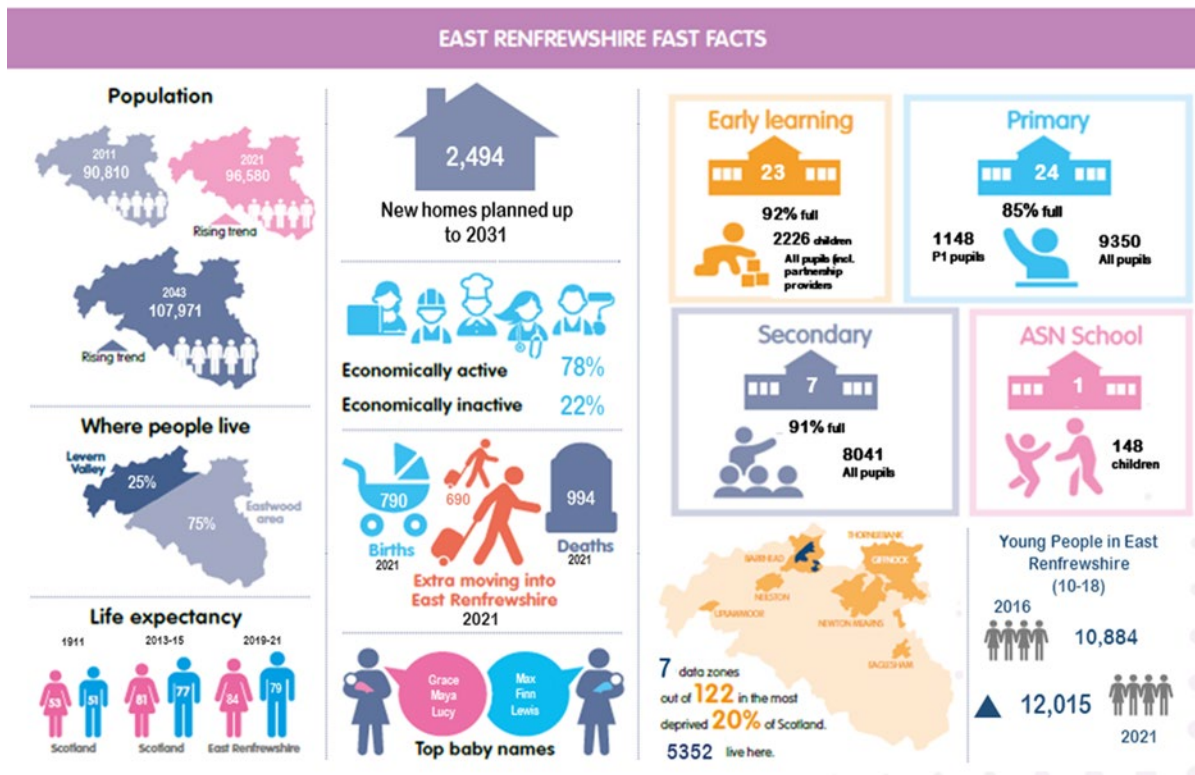 EAST RENFREWSHIRE FAST FACTS
Population
2011
90,810
2021
96,580
Rising trend
2043
107,971
Rising trend
Where people live
Levern
Valley
25%
75%
Eastwood
area
Life expectancy
1911
2013-15
2019-21
53
51
81
77
84
79
Scotland
Scotland
East Renfrewshire
2,494
New homes planned up
to 2031
Economically active 78%
Economically inactive 22%
790
Births
2021
690
994
Deaths
2021
Extra moving into
East Renfrewshire
2021
Grace
Maya
Lucy
Max
Finn
Lewis
Top baby names
Early learning
23
92% full
2226 children
All pupils (incl.
partnership
providers
Primary
24
85% full
1148
P1 pupils
9350
All pupils
Secondary
7
91% full
8041
All pupils
ASN School
1
148
children
BARRHEAD
THORNLIEBANK
GIFFNOCK
NEILSTON
UPLAWMOOR
NEWTON MEARNS
EAGLESHAM
7 data zones
out of 122 in the most
deprived 20% of Scotland.
5352 live here.
Young People in East
Renfrewshire
(10-18)
2016
10,884
12,015
2021